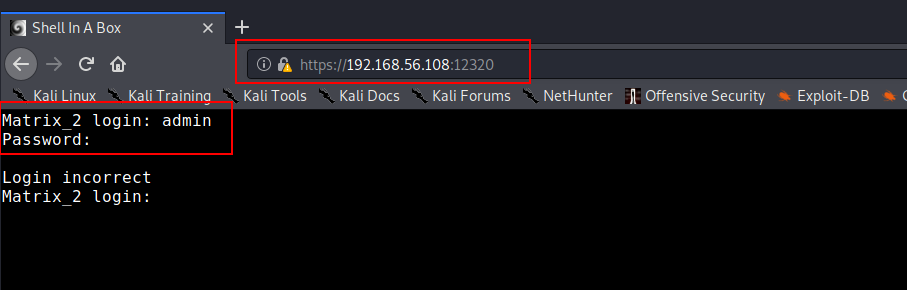 Shell In A Box
https://192.168.56.108:12320
Kali Linux Kali Training Kali Tools Kali Docs Kali Forums NetHunter Offensive Security Exploit-DB
Matrix_2 login: admin
Password:
Login incorrect
Matrix_2 login: